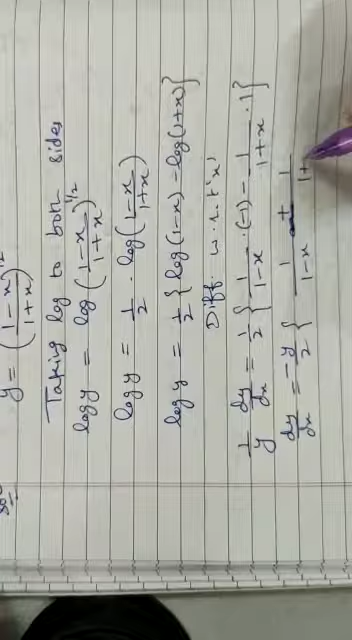 Sol
y = ((1-x)/(1+x))^1/2
Taking log to both sides
log y = log ((1-x)/(1+x))^1/2
log y = 1/2 . log ((1-x)/(1+x))
log y = 1/2 { log (1-x) - log (1+x) }
Diff. w.r.t 'x'
1/y dy/dx = 1/2 { 1/(1-x) . (-1) - 1/(1+x) . 1 }
dy/dx = -y/2 { 1/(1-x) + 1/1+